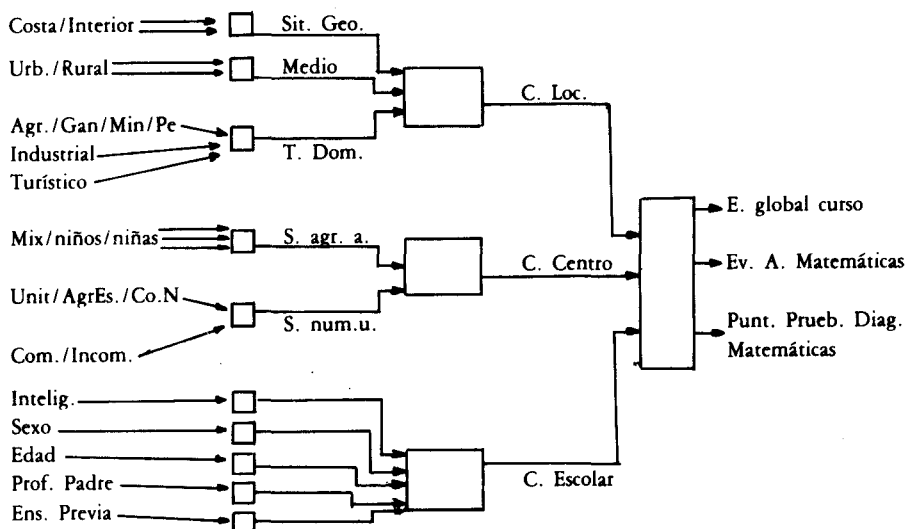 Costa/Interior
Sit. Geo.
Urb./Rural
Medio
Agr./Gan/Min/Pe
Industrial
Turístico
T. Dom.
C. Loc.
Mix/niños/niñas
S. agr. a.
Unit/AgrEs./Co.N
Com./Incom.
S. num.u.
C. Centro
Intelig.
Sexo
Edad
Prof. Padre
Ens. Previa
C. Escolar
E. global curso
Ev. A. Matemáticas
Punt. Prueb. Diag.
Matemáticas